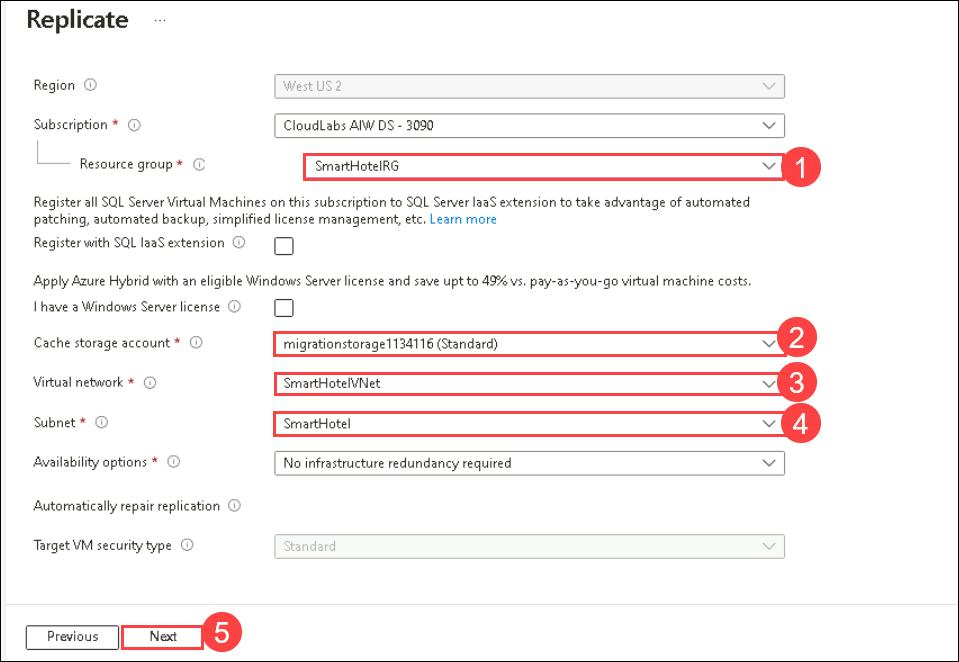 Replicate ...
Region
West US 2
Subscription *
CloudLabs AIW DS - 3090
Resource group *
SmartHotelRG
1
Register all SQL Server Virtual Machines on this subscription to SQL Server IaaS extension to take advantage of automated
patching, automated backup, simplified license management, etc. Learn more
Register with SQL IaaS extension
Apply Azure Hybrid with an eligible Windows Server license and save upt to 49% vs. pay-as-you-go virtual machine costs.
I have a Windows Server license
Cache storage account *
migrationstorage1134116 (Standard)
2
Virtual network *
SmartHotelVNet
3
Subnet *
SmartHotel
4
Availability options *
No infrastructure redundancy required
Automatically repair replication
Target VM security type
Standard
Previous
Next
5